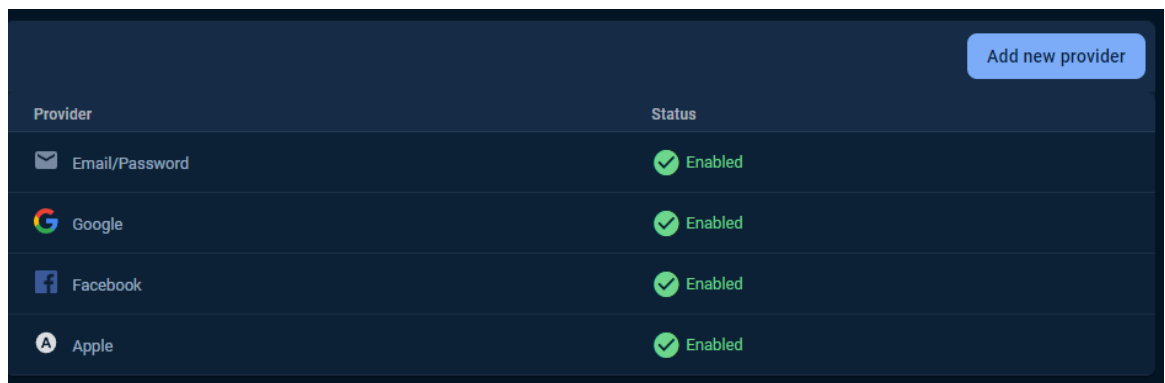 Add new provider
Provider Status
Email/Password Enabled
Google Enabled
Facebook Enabled
Apple Enabled